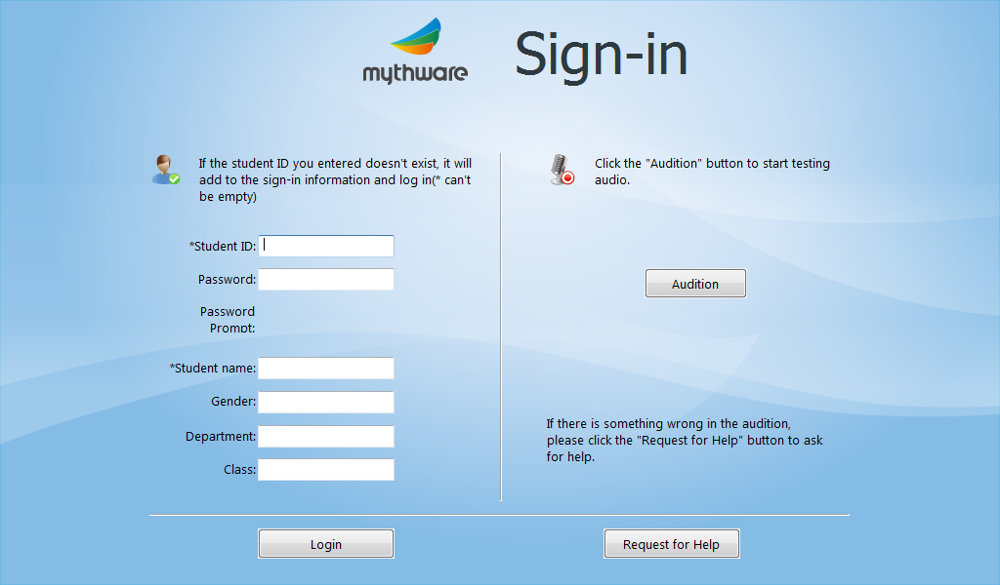 mythware
Sign-in
If the student ID you entered doesn't exist, it will
add to the sign-in information and log in(* can't
be empty)
*Student ID:
Password:
Password
Prompt:
*Student name:
Gender:
Department:
Class:
Login
Click the "Audition" button to start testing
audio.
Audition
If there is something wrong in the audition,
please click the "Request for Help" button to ask
for help.
Request for Help